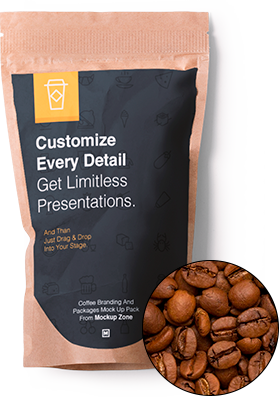 Customize
Every Detail
Get Limitless
Presentations.
And Than
Just Drag & Drop
Into Your Stage.
Coffee Branding And
Packages Mock Up Pack
From Mockup Zone
M